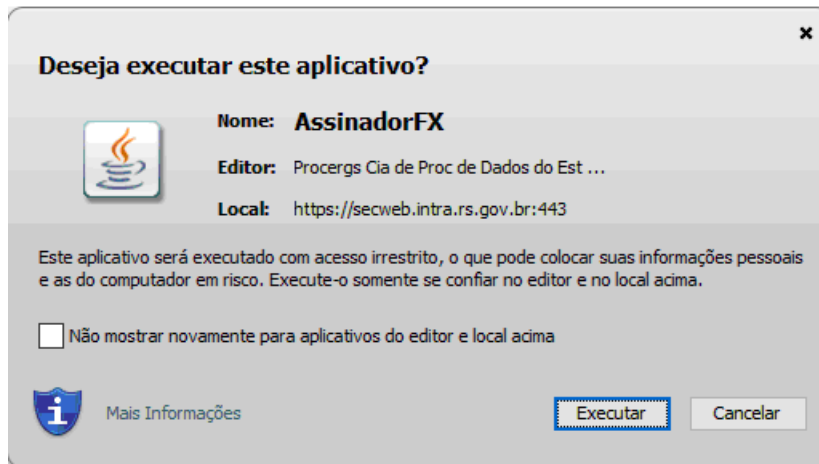 Deseja executar este aplicativo?
Nome: AssinadorFX
Editor: Procergs Cia de Proc de Dados do Est ...
Local: https://secweb.intra.rs.gov.br:443
Este aplicativo será executado com acesso irrestrito, o que pode colocar suas informações pessoais
e as do computador em risco. Execute-o somente se confiar no editor e no local acima.
Não mostrar novamente para aplicativos do editor e local acima
Mais Informações
Executar
Cancelar